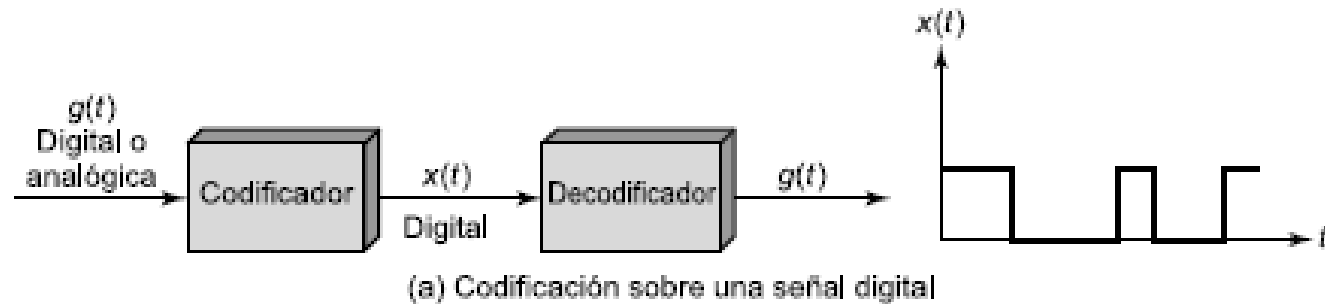 g(t)
Digital o
analógica
Codificador
x(t)
Digital
Decodificador
g(t)
x(t)
t
(a) Codificación sobre una señal digital